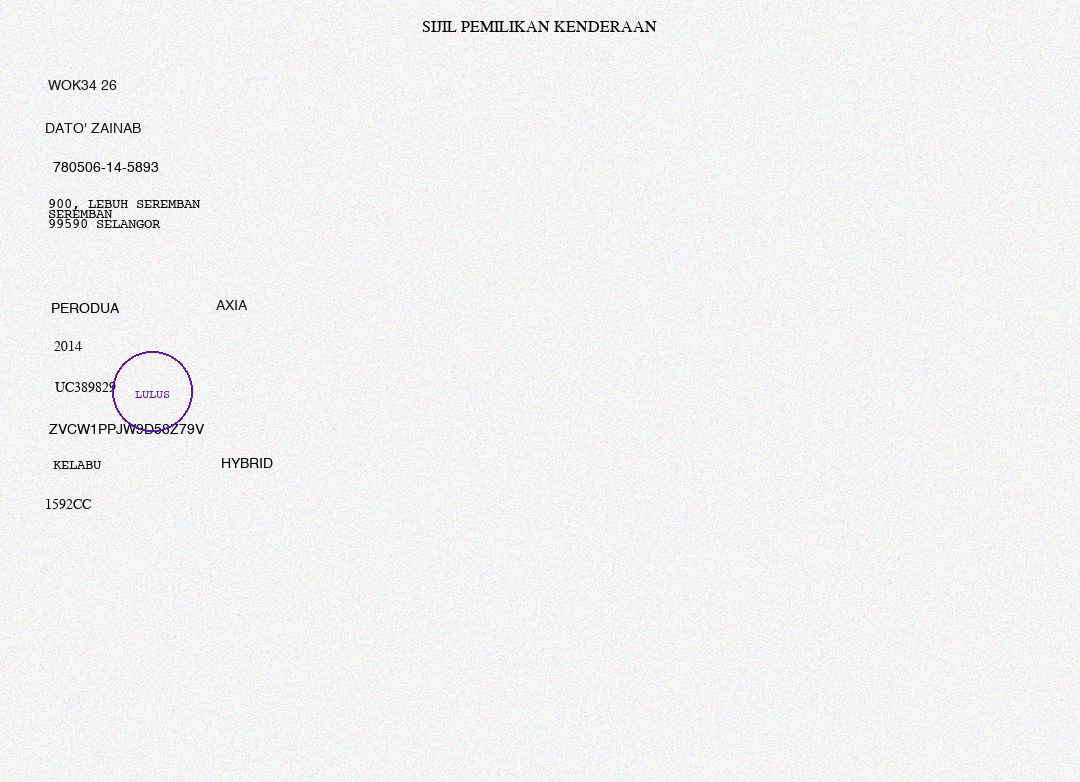 SIJIL PEMILIKAN KENDERAAN
WOK34 26
DATO' ZAINAB
780506-14-5893
900, LEBUH SEREMBAN
SEREMBAN
99590 SELANGOR
PERODUA AXIA
2014
UC389829
LULUS
ZVCW1PPJW9D58Z79V
KELABU HYBRID
1592CC